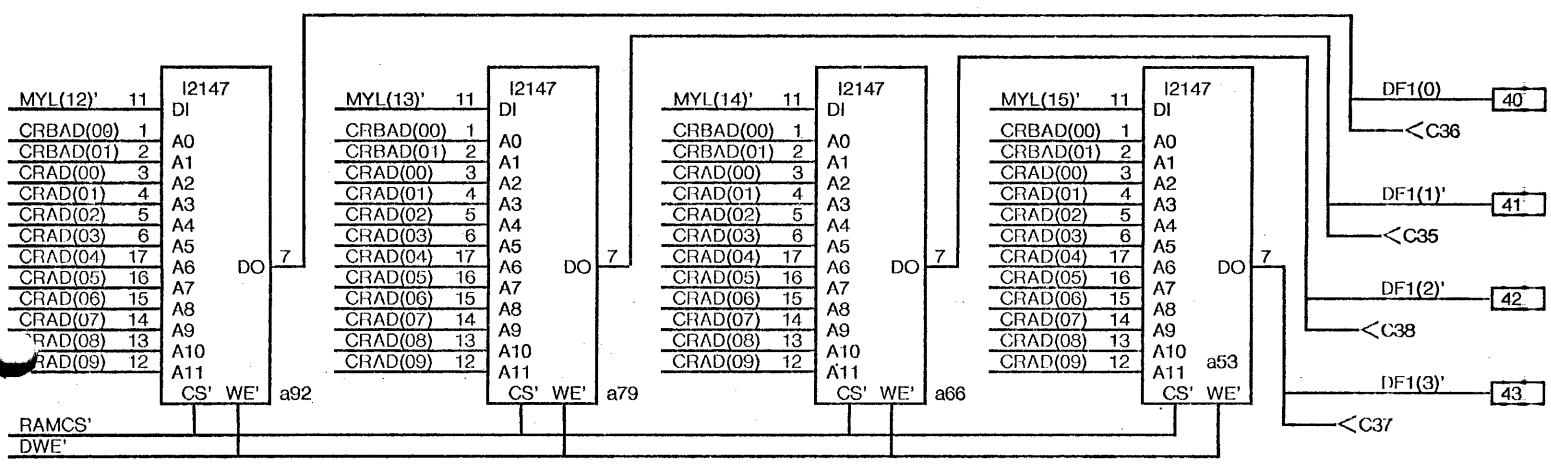 I2147 I2147 I2147 I2147
MYL(12)' 11 DI MYL(13)' 11 DI MYL(14)' 11 DI MYL(15)' 11 DI DF1(0) 40
CRBAD(00) 1 A0 CRBAD(00) 1 A0 CRBAD(00) 1 A0 CRBAD(00) 1 A0 <C36
CRBAD(01) 2 A1 CRBAD(01) 2 A1 CRBAD(01) 2 A1 CRBAD(01) 2 A1
CRAD(00) 3 A2 CRAD(00) 3 A2 CRAD(00) 3 A2 CRAD(00) 3 A2
CRAD(01) 4 A3 CRAD(01) 4 A3 CRAD(01) 4 A3 CRAD(01) 4 A3 DF1(1)' 41
CRAD(02) 5 A4 CRAD(02) 5 A4 CRAD(02) 5 A4 CRAD(02) 5 A4
CRAD(03) 6 A5 CRAD(03) 6 A5 CRAD(03) 6 A5 CRAD(03) 6 A5 <C35
CRAD(04) 17 A6 DO 7 CRAD(04) 17 A6 DO 7 CRAD(04) 17 A6 DO 7 CRAD(04) 17 A6 DO 7
CRAD(05) 16 A7 CRAD(05) 16 A7 CRAD(05) 16 A7 CRAD(05) 16 A7
CRAD(06) 15 A8 CRAD(06) 15 A8 CRAD(06) 15 A8 CRAD(06) 15 A8 DF1(2)' 42
CRAD(07) 14 A9 CRAD(07) 14 A9 CRAD(07) 14 A9 CRAD(07) 14 A9 <C38
RAD(08) 13 A10 CRAD(08) 13 A10 CRAD(08) 13 A10 CRAD(08) 13 A10
RAD(09) 12 A11 CRAD(09) 12 A11 CRAD(09) 12 A11 CRAD(09) 12 A11 a53
CS' WE' a92 CS' WE' a79 CS' WE' a66 CS' WE' DF1(3)' 43
RAMCS' <C37
DWE'